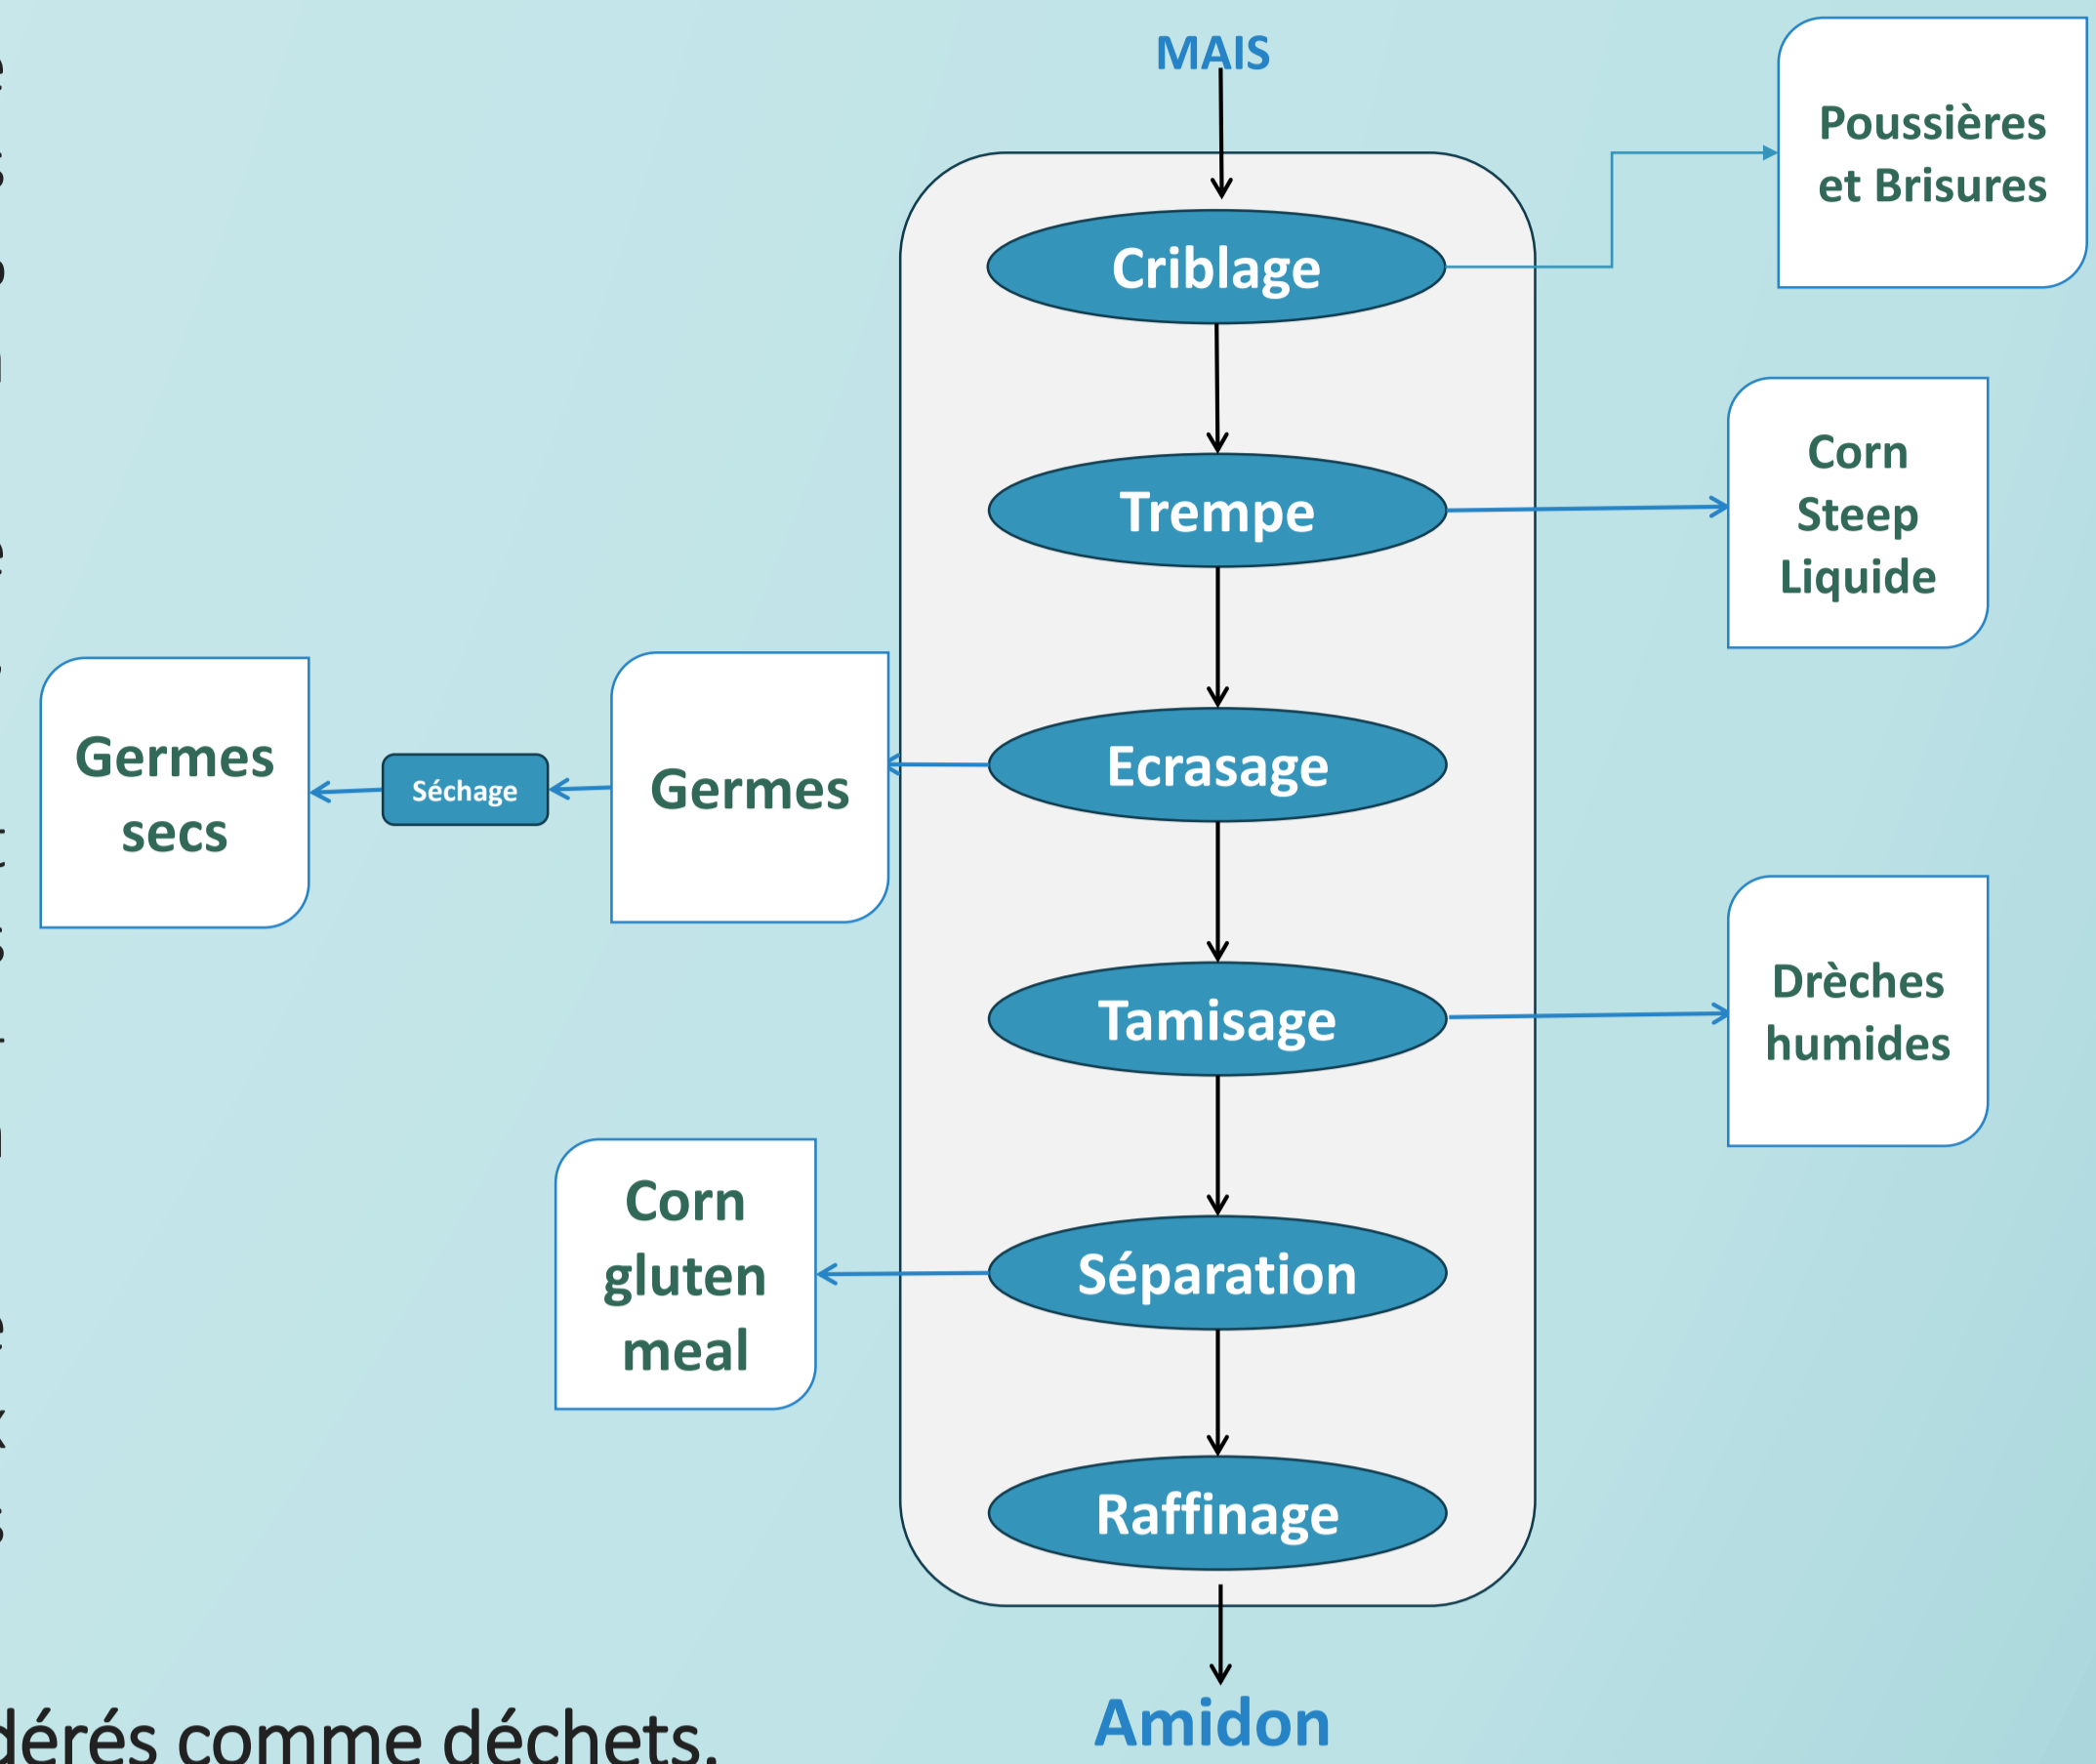 MAIS
Poussières
et Brisures
Criblage
Corn
Steep
Liquide
Trempe
Germes
secs
Séchage
Germes
Ecrasage
Drèches
humides
Tamisage
Corn
gluten
meal
Séparation
Raffinage
Amidon
comme déchets.